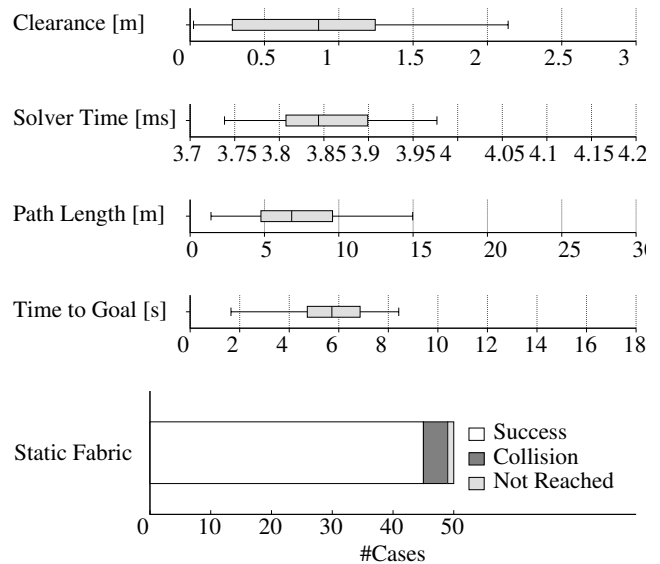 Clearance [m]
0 0.5 1 1.5 2 2.5 3
Solver Time [ms]
3.7 3.75 3.8 3.85 3.9 3.95 4 4.05 4.1 4.15 4.2
Path Length [m]
0 5 10 15 20 25 30
Time to Goal [s]
0 2 4 6 8 10 12 14 16 18
Static Fabric
Success
Collision
Not Reached
0 10 20 30 40 50
#Cases